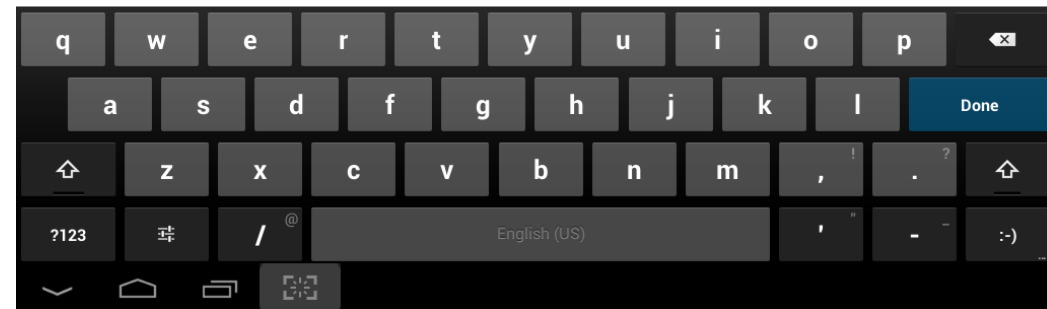 q w e r t y u i o p
a s d f g h j k l Done
z x c v b n m , ! . ?
?123 / @ English (US) ' " - _ :-) ...